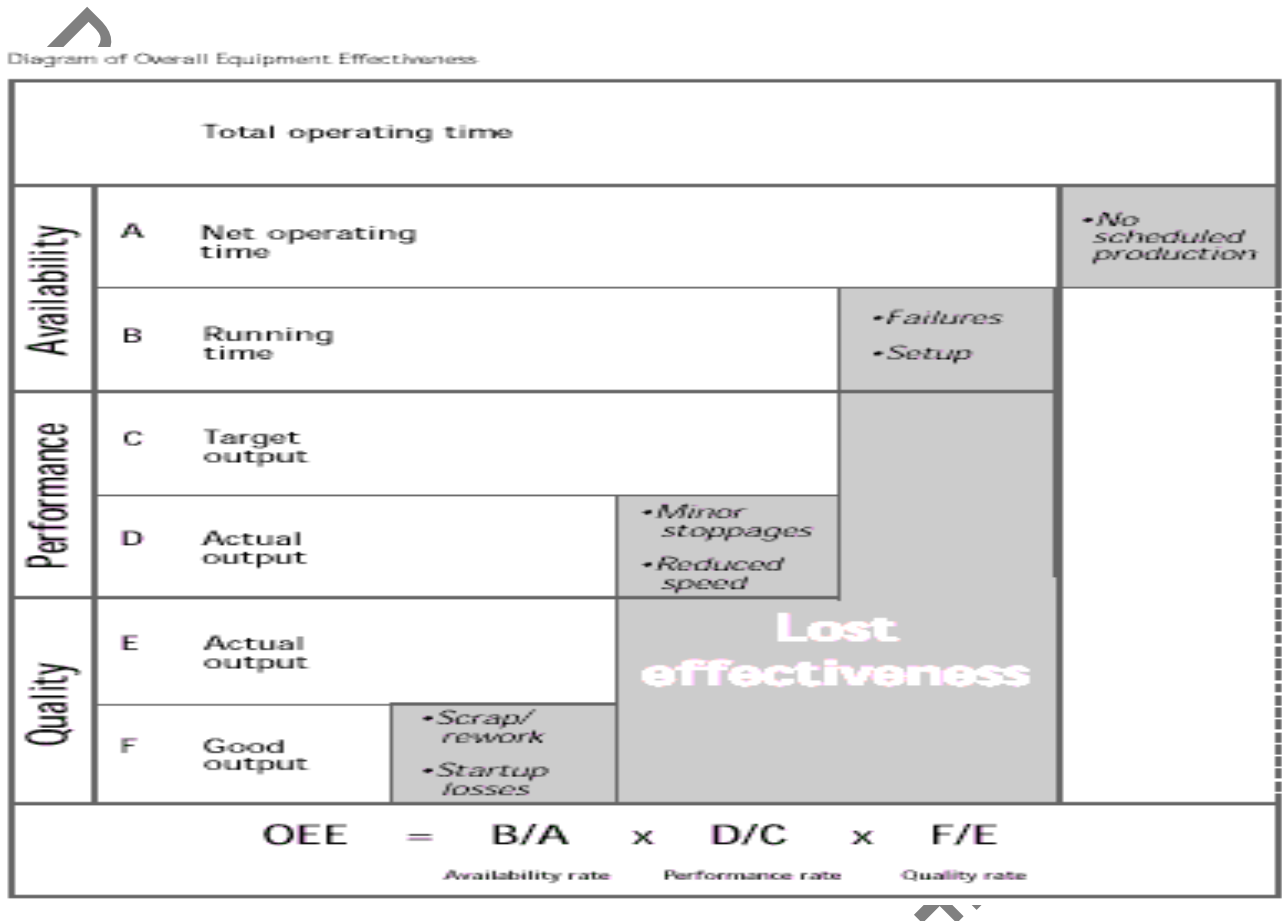 Diagram of Overall Equipment Effectiveness
Total operating time
Availability
A Net operating
time
•No
scheduled
production
B Running
time
•Failures
•Setup
Performance
C Target
output
D Actual
output
•Minor
stoppages
•Reduced
speed
Quality
E Actual
output
Lost
effectiveness
F Good
output
•Scrap/
rework
•Startup
losses
OEE = B/A x D/C x F/E
Availability rate Performance rate Quality rate